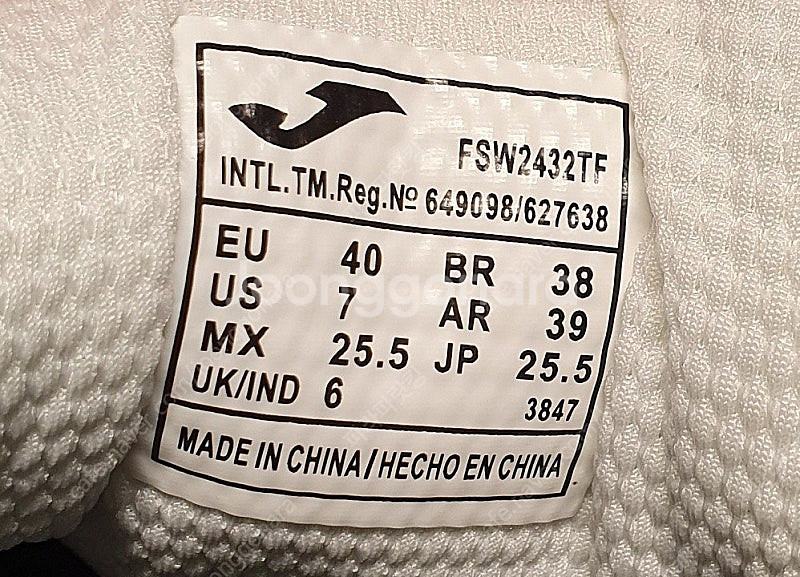 FSW2432TF
INTL.TM.Reg.Nº 649098/627638
EU 40 BR 38
US 7 AR 39
MX 25.5 JP 25.5
UK/IND 6 3847
MADE IN CHINA/HECHO EN CHINA